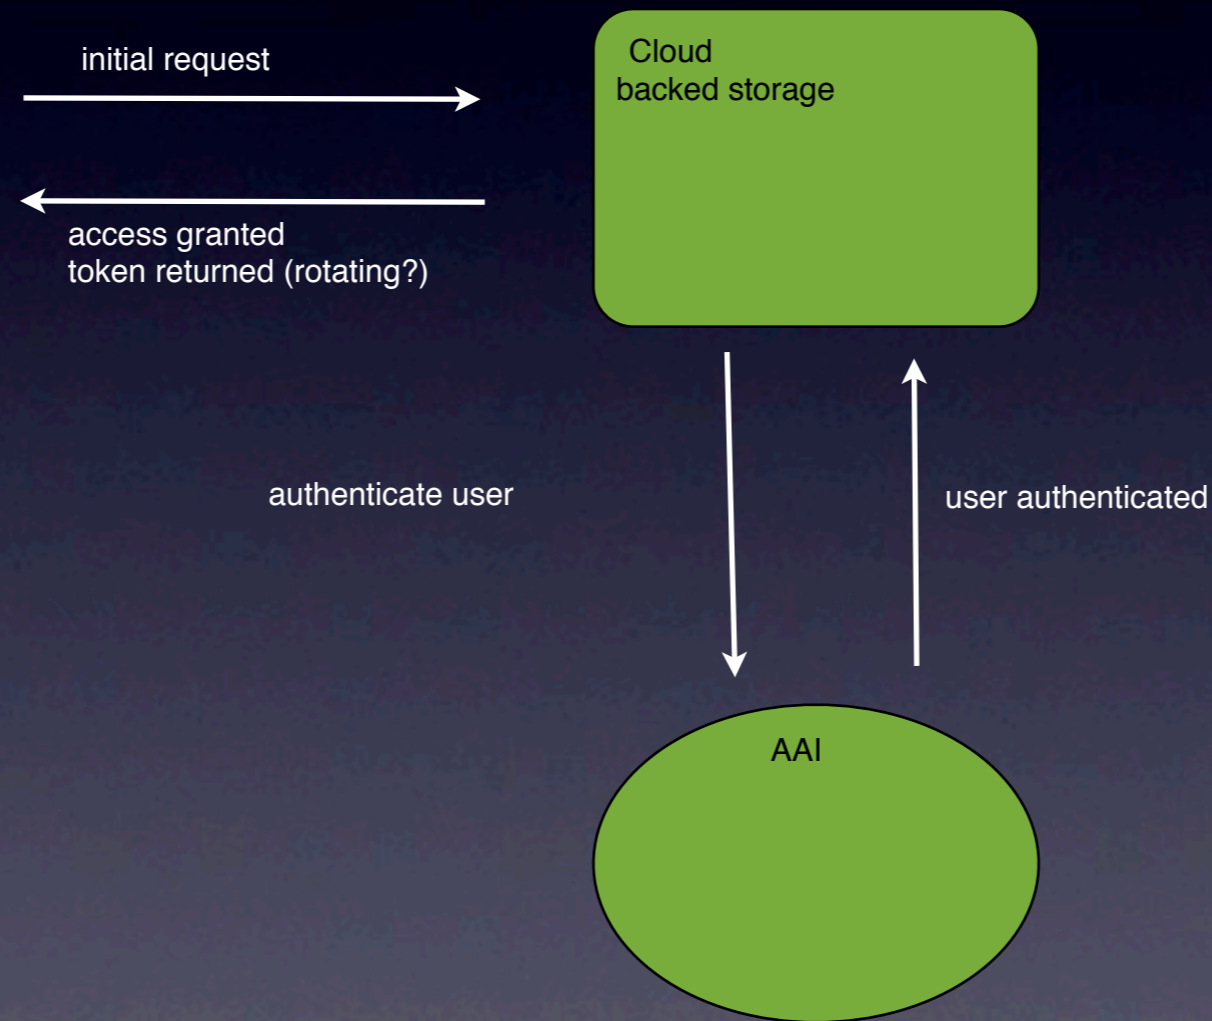 initial request
Cloud
backed storage
access granted
token returned (rotating?)
authenticate user
user authenticated
AAI